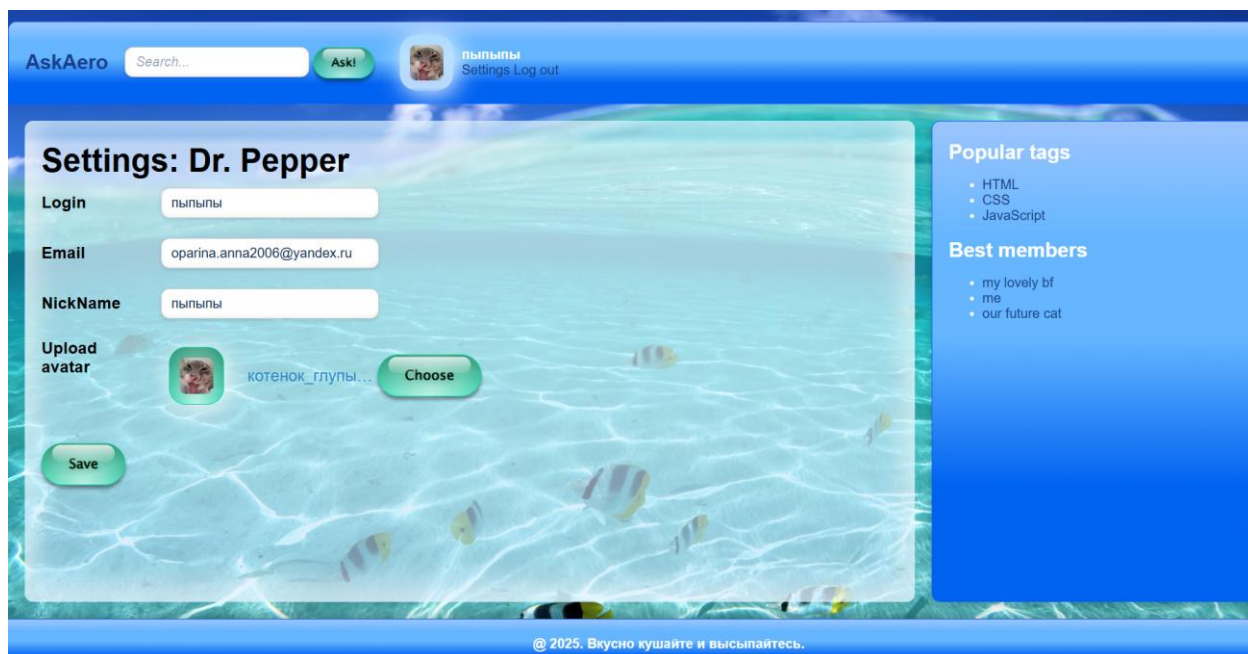 AskAero
Search...
Ask!
пыпыпы
Settings Log out
Settings: Dr. Pepper
Login
пыпыпы
Email
oparina.anna2006@yandex.ru
NickName
пыпыпы
Upload
avatar
котенок_глупы...
Choose
Save
Popular tags
HTML
CSS
JavaScript
Best members
my lovely bf
me
our future cat
@ 2025. Вкусно кушайте и высыпайтесь.